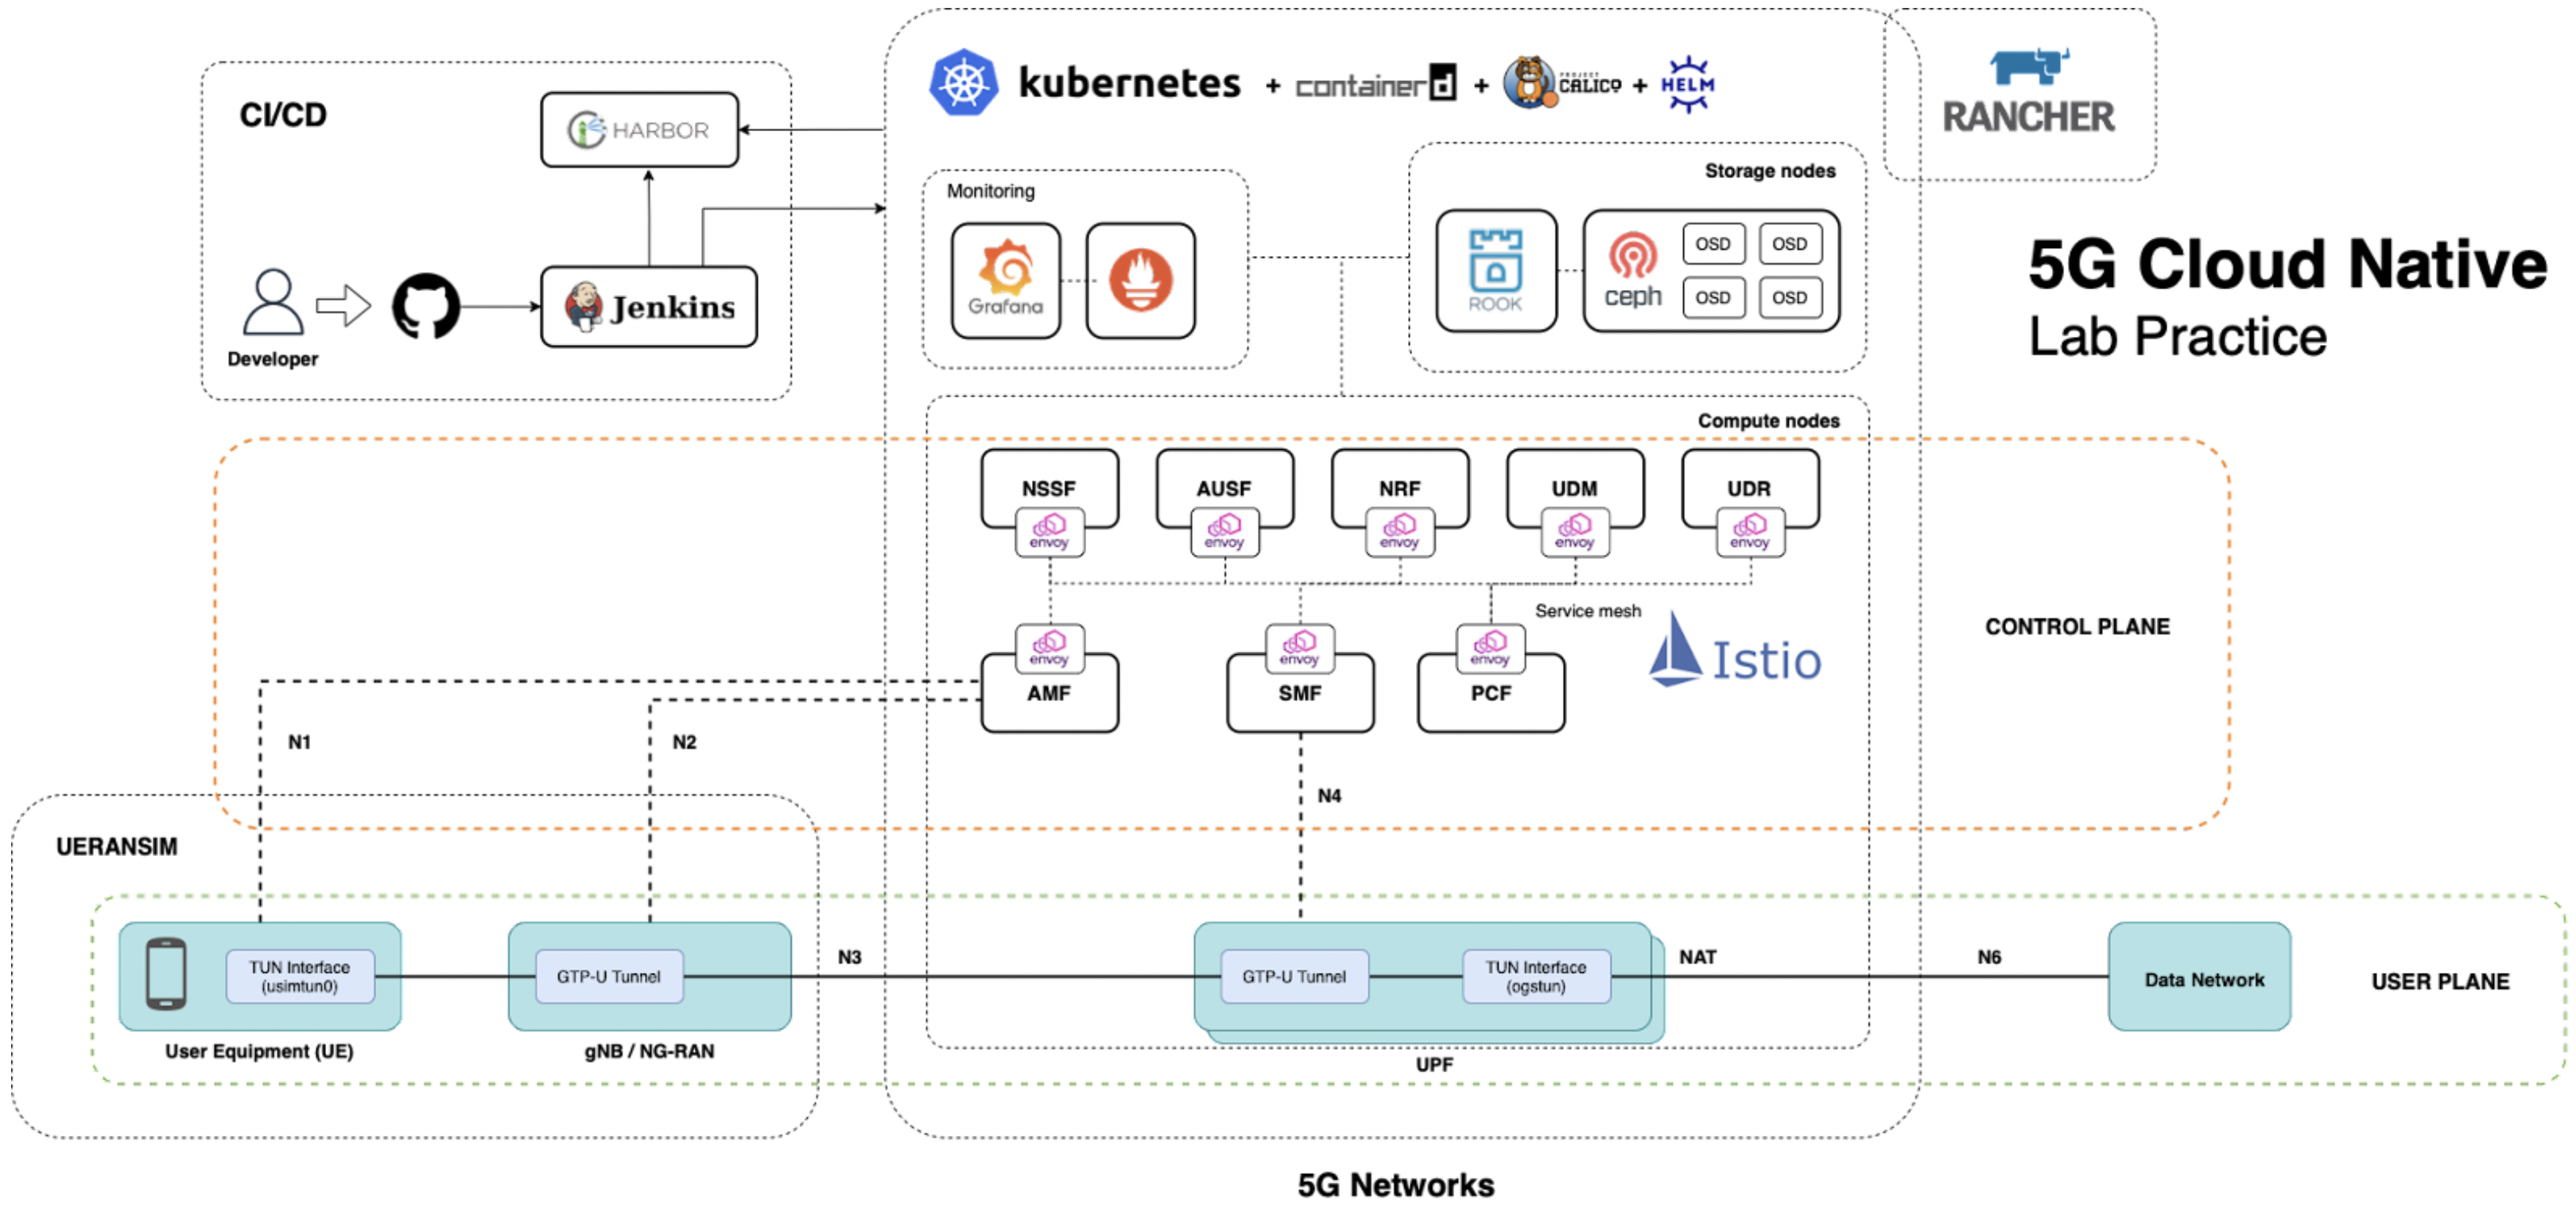 CI/CD
HARBOR
Developer
Jenkins
kubernetes + containerd + PROJECT CALICO + HELM
RANCHER
Monitoring
Grafana
Storage nodes
ROOK
ceph
OSD
OSD
OSD
OSD
5G Cloud Native
Lab Practice
Compute nodes
NSSF
envoy
AUSF
envoy
NRF
envoy
UDM
envoy
UDR
envoy
Service mesh
Istio
envoy
AMF
envoy
SMF
envoy
PCF
CONTROL PLANE
N1
N2
N4
UERANSIM
TUN Interface
(usimtun0)
User Equipment (UE)
GTP-U Tunnel
gNB / NG-RAN
N3
GTP-U Tunnel
TUN Interface
(ogstun)
UPF
NAT
N6
Data Network
USER PLANE
5G Networks